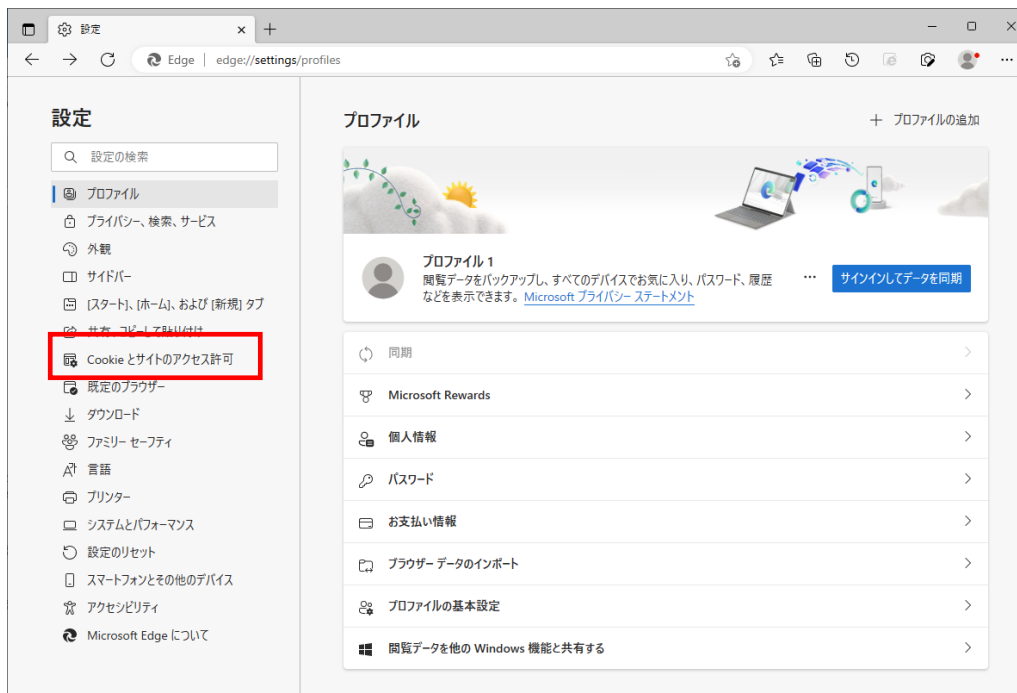 設定
Edge
edge://settings/profiles
設定
設定の検索
プロファイル
プライバシー、検索、サービス
外観
サイドバー
[スタート]、[ホーム]、および [新規] タブ
共有、コピーして貼り付け
Cookie とサイトのアクセス許可
既定のブラウザー
ダウンロード
ファミリー セーフティ
言語
プリンター
システムとパフォーマンス
設定のリセット
スマートフォンとその他のデバイス
アクセシビリティ
Microsoft Edge について
プロファイル
プロファイルの追加
プロファイル 1
閲覧データをバックアップし、すべてのデバイスでお気に入り、パスワード、履歴
などを表示できます。Microsoft プライバシー ステートメント
サインインしてデータを同期
同期
Microsoft Rewards
個人情報
パスワード
お支払い情報
ブラウザー データのインポート
プロファイルの基本設定
閲覧データを他の Windows 機能と共有する